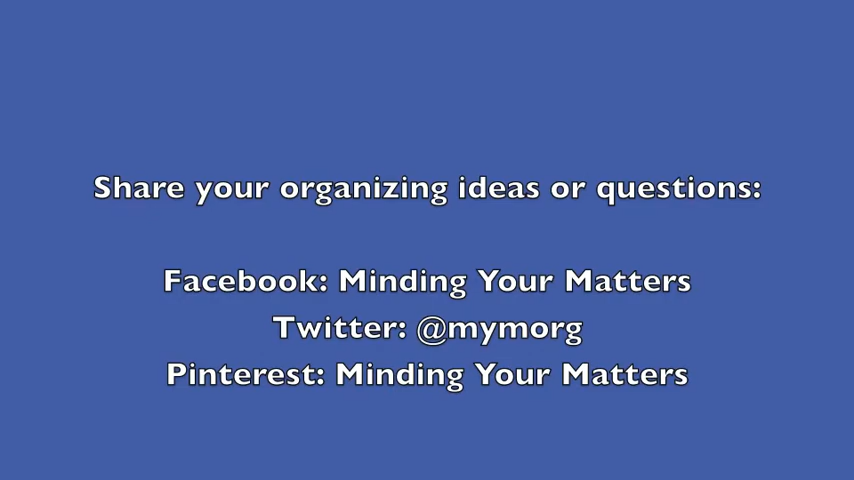 Share your organizing ideas or questions:
Facebook: Minding Your Matters
Twitter: @mymorg
Pinterest: Minding Your Matters